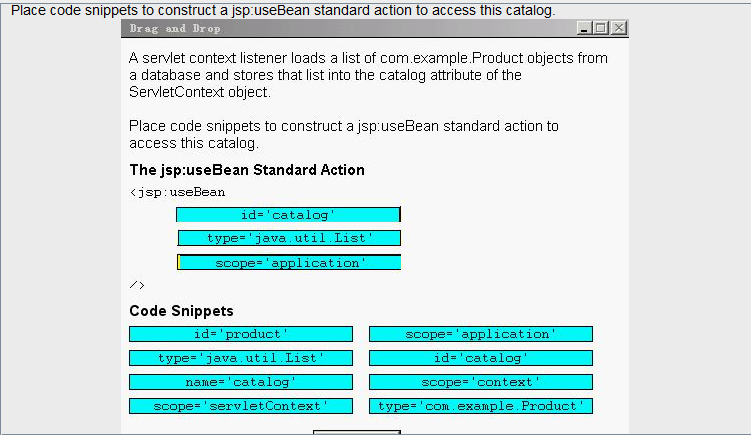 Place code snippets to construct a jsp:useBean standard action to access this catalog.
Drag and Drop
A servlet context listener loads a list of com.example.Product objects from
a database and stores that list into the catalog attribute of the
ServletContext object.
Place code snippets to construct a jsp:useBean standard action to
access this catalog.
The jsp:useBean Standard Action
<jsp:useBean
id='catalog'
type='java.util.List'
scope='application'
/>
Code Snippets
id='product' scope='application'
type='java.util.List' id='catalog'
name='catalog' scope='context'
scope='servletContext' type='com.example.Product'